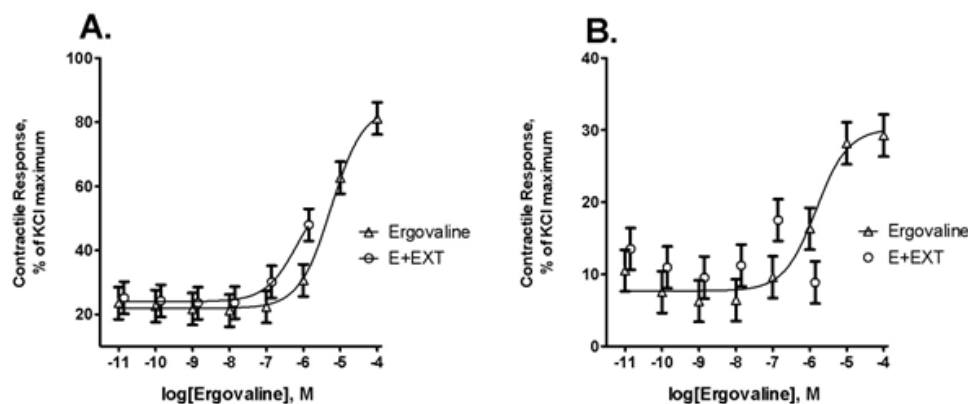 A.
Contractile Response,
% of KCl maximum
100
80
60
40
20
-11 -10 -9 -8 -7 -6 -5 -4
log[Ergovaline], M
Ergovaline
E+EXT
B.
Contractile Response,
% of KCl maximum
40
30
20
10
0
-11 -10 -9 -8 -7 -6 -5 -4
log[Ergovaline], M
Ergovaline
E+EXT